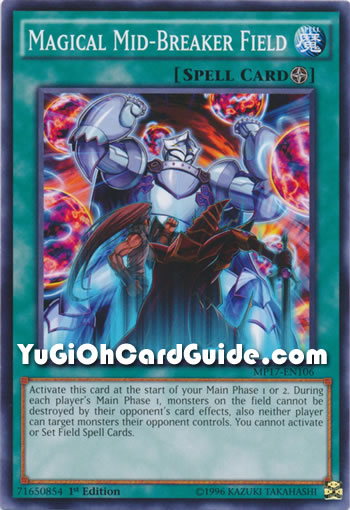 MAGICAL MID-BREAKER FIELD
SPELL
魔
[SPELL CARD]
YuGiOhCardGuide.com
MP17-EN106
Activate this card at the start of your Main Phase 1 or 2. During
each player's Main Phase 1, monsters on the field cannot be
destroyed by their opponent's card effects, also neither player
can target monsters their opponent controls. You cannot activate
or Set Field Spell Cards.
71650854 1st Edition
©1996 KAZUKI TAKAHASHI